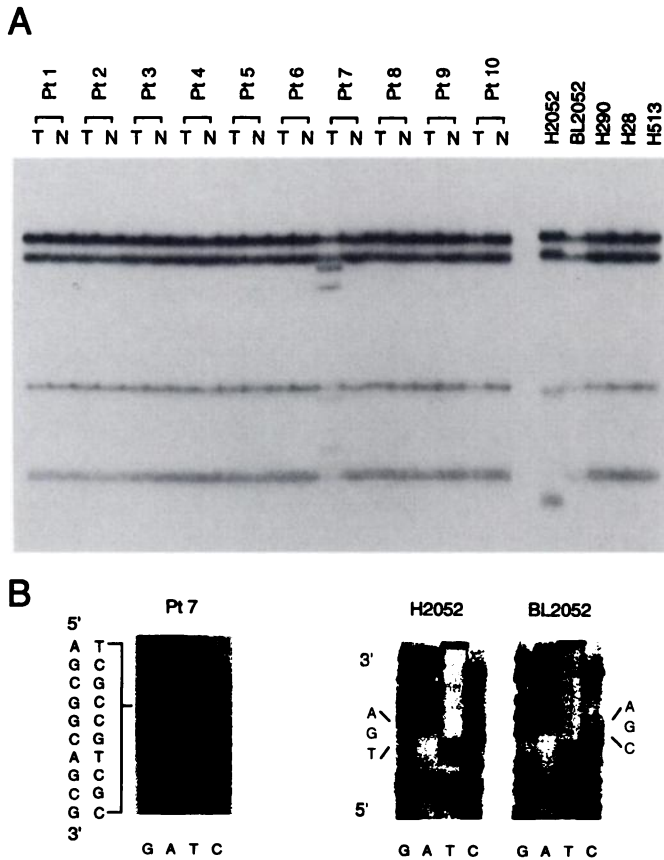 A
Pt 1 Pt 2 Pt 3 Pt 4 Pt 5 Pt 6 Pt 7 Pt 8 Pt 9 Pt 10
H2052 BL2052 H290 H28 H513
T N T N T N T N T N T N T N T N T N T N
B
Pt 7 H2052 BL2052
5'
A T
G C
C G
G C
G C
C G
A T
G C
C G
G C
3'
G A T C
3'
A
G
T
5'
G A T C
A
G
C
G A T C